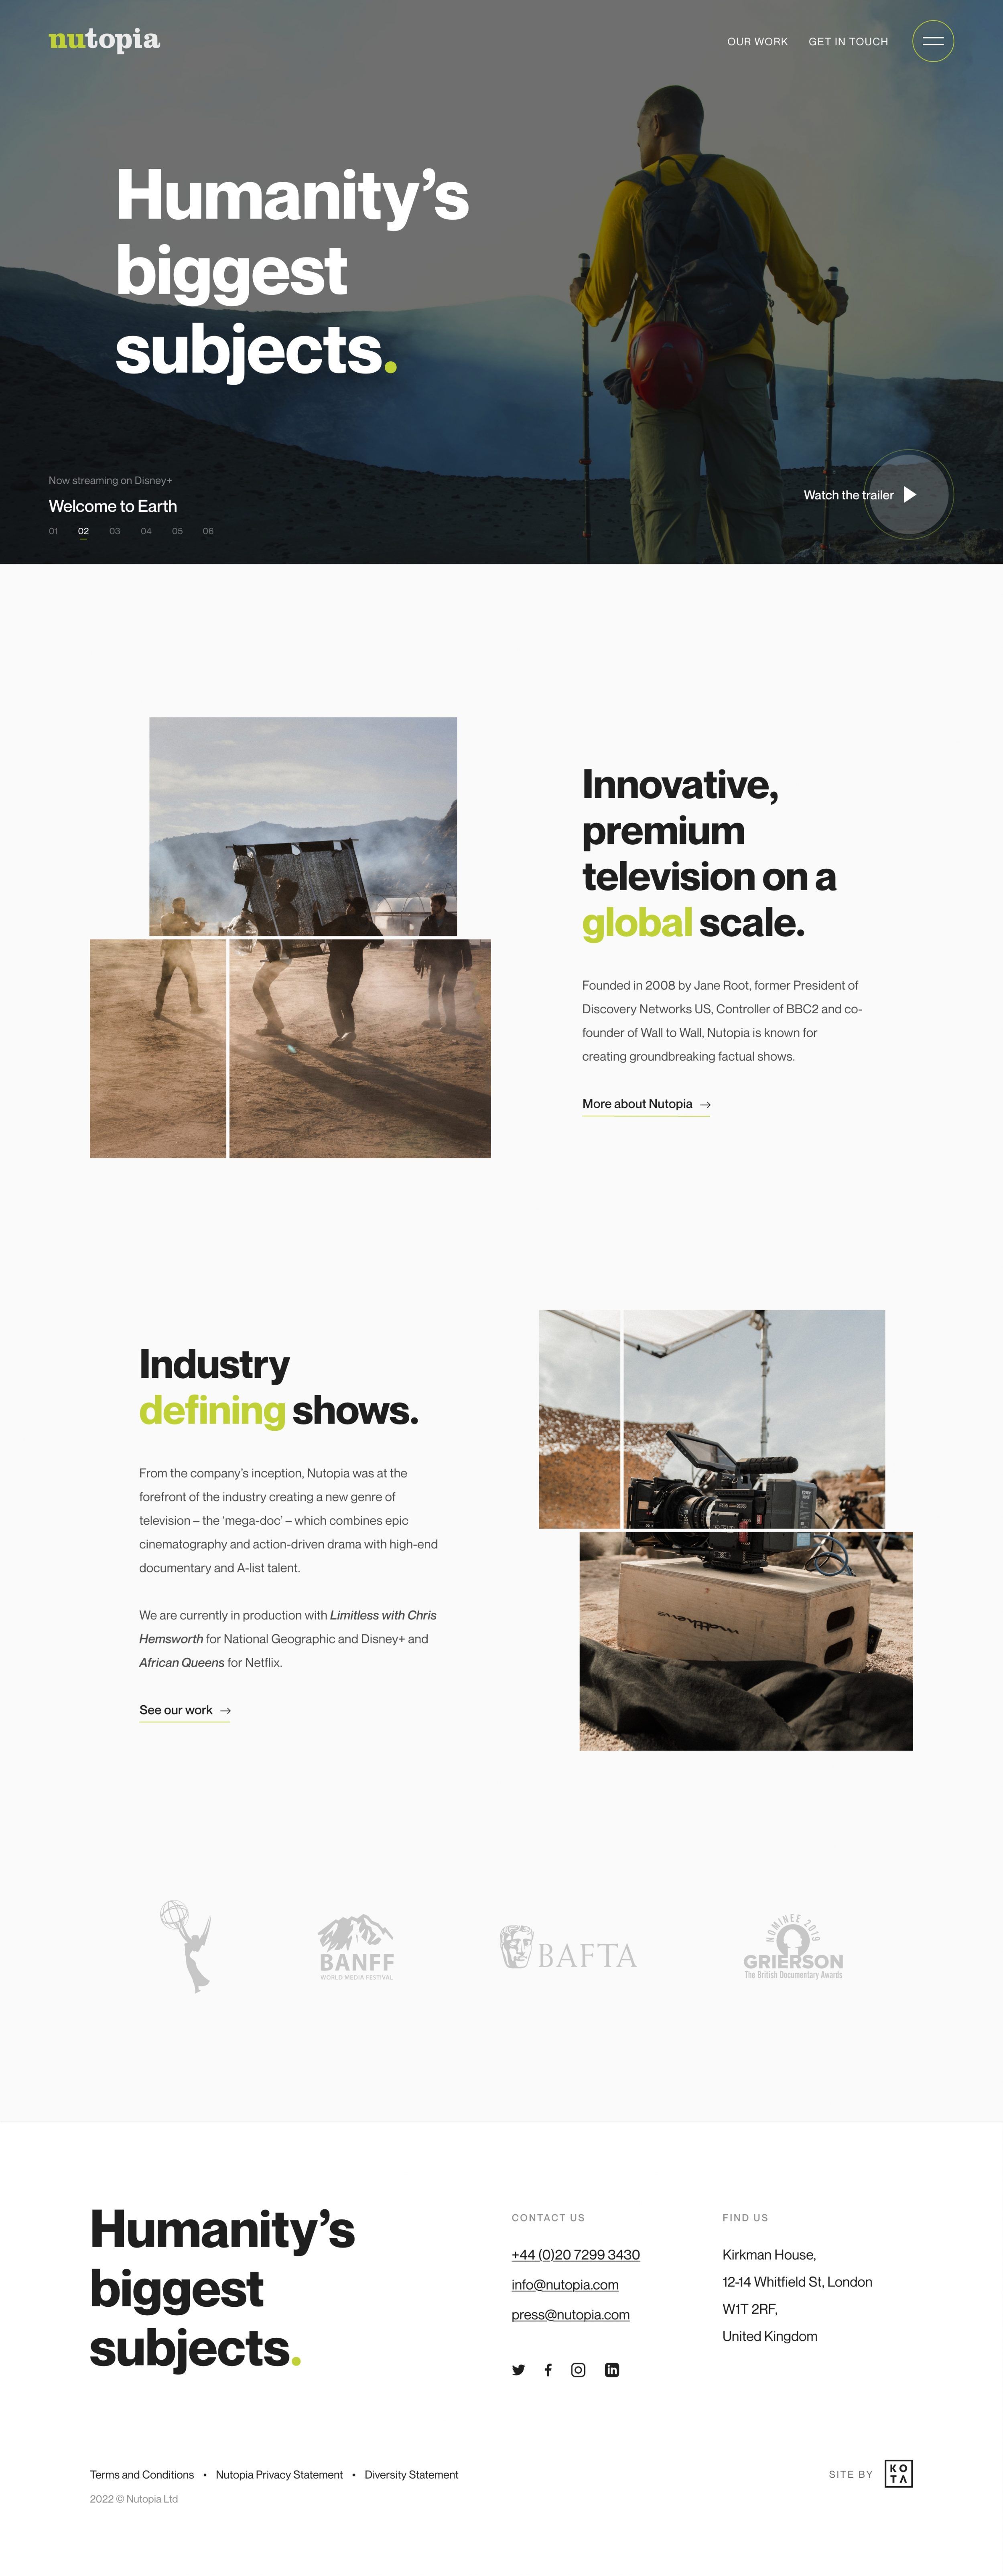 nutopia
OUR WORK
GET IN TOUCH
Humanity’s
biggest
subjects.
Now streaming on Disney+
Welcome to Earth
01 02 03 04 05 06
Watch the trailer
Innovative,
premium
television on a
global scale.
Founded in 2008 by Jane Root, former President of
Discovery Networks US, Controller of BBC2 and co-
founder of Wall to Wall, Nutopia is known for
creating groundbreaking factual shows.
More about Nutopia →
Industry
defining shows.
From the company’s inception, Nutopia was at the
forefront of the industry creating a new genre of
television – the ‘mega-doc’ – which combines epic
cinematography and action-driven drama with high-end
documentary and A-list talent.
We are currently in production with Limitless with Chris
Hemsworth for National Geographic and Disney+ and
African Queens for Netflix.
See our work →
BANFF
WORLD MEDIA FESTIVAL
BAFTA
NOMINEE 2019
GRIERSON
The British Documentary Awards
Humanity’s
biggest
subjects.
CONTACT US
+44 (0)20 7299 3430
info@nutopia.com
press@nutopia.com
FIND US
Kirkman House,
12-14 Whitfield St, London
W1T 2RF,
United Kingdom
Terms and Conditions • Nutopia Privacy Statement • Diversity Statement
2022 © Nutopia Ltd
SITE BY
KO
TA